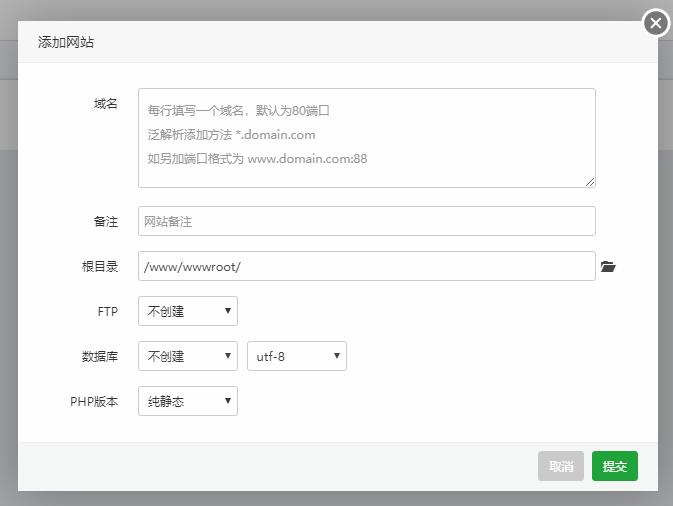 添加网站
域名
每行填写一个域名，默认为80端口
泛解析添加方法 *.domain.com
如另加端口格式为 www.domain.com:88
备注 网站备注
根目录 /www/wwwroot/
FTP 不创建
数据库 不创建 utf-8
PHP版本 纯静态
取消 提交